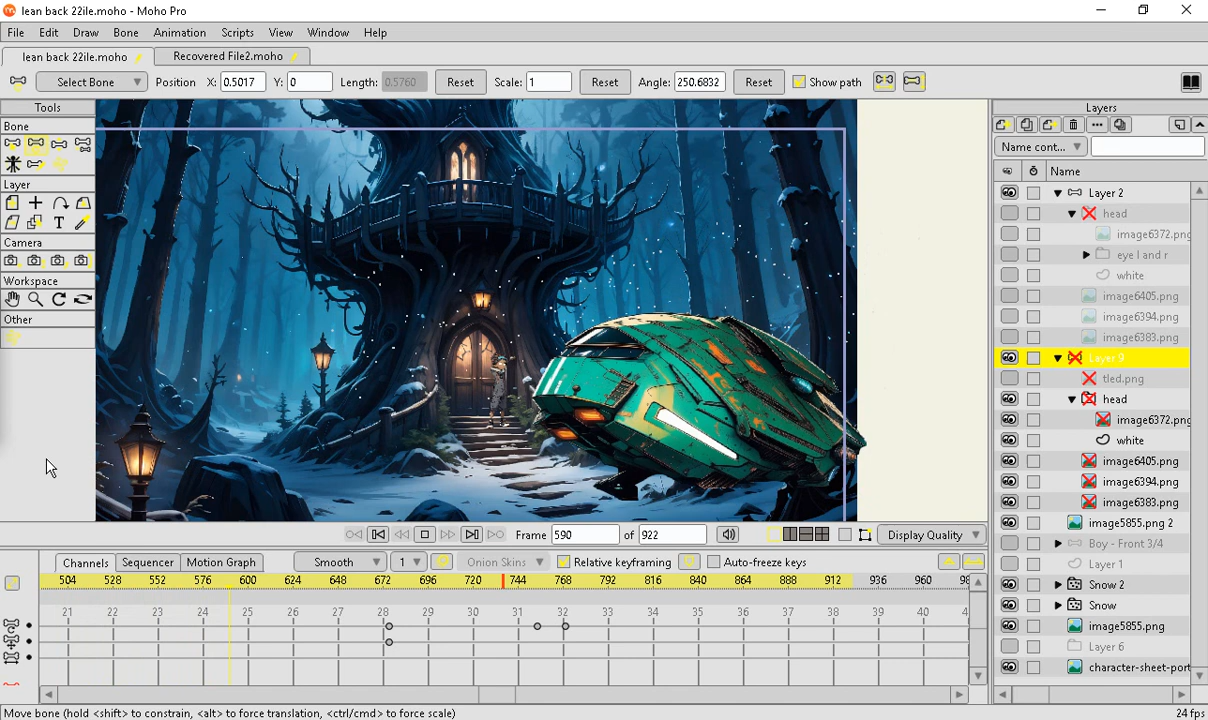 lean back 22ile.moho - Moho Pro
File Edit Draw Bone Animation Scripts View Window Help
lean back 22ile.moho Recovered File2.moho
Select Bone Position X: 0.5017 Y: 0 Length: 0.5760 Reset Scale: 1 Reset Angle: 250.6832 Reset Show path
Tools
Bone
Layer
T
Camera
Workspace
Other
Layers
Name cont...
Name
Layer 2
head
image6372.png
eye l and r
white
image6405.png
image6394.png
image6383.png
Layer 9
tled.png
head
image6372.png
white
image6405.png
image6394.png
image6383.png
image5855.png 2
Boy - Front 3/4
Layer 1
Snow 2
Snow
image5855.png
Layer 6
character-sheet-port
Frame 590 of 922 Display Quality
Channels Sequencer Motion Graph Smooth 1 Onion Skins Relative keyframing Auto-freeze keys
504 528 552 576 600 624 648 672 696 720 744 768 792 816 840 864 888 912 936 960 98
21 22 23 24 25 26 27 28 29 30 31 32 33 34 35 36 37 38 39 40 4
Move bone (hold <shift> to constrain, <alt> to force translation, <ctrl/cmd> to force scale) 24 fps